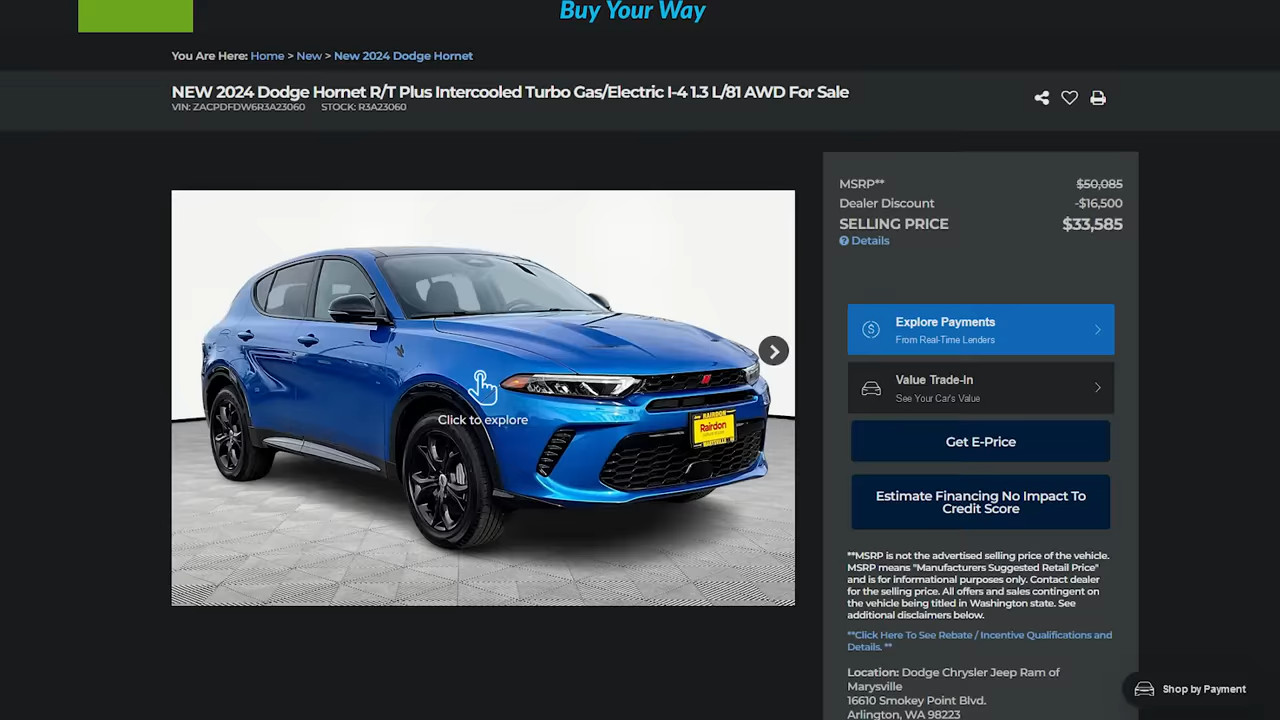 Buy Your Way
You Are Here: Home > New > New 2024 Dodge Hornet
NEW 2024 Dodge Hornet R/T Plus Intercooled Turbo Gas/Electric I-4 1.3 L/81 AWD For Sale
VIN: ZACPDFDW6R3A23060 STOCK: R3A23060
MSRP** $50,085
Dealer Discount -$16,500
SELLING PRICE $33,585
Details
Explore Payments
From Real-Time Lenders
Value Trade-In
See Your Car's Value
Click to explore
RAIRDON
Rairdon
Get E-Price
Estimate Financing No Impact To
Credit Score
**MSRP is not the advertised selling price of the vehicle.
MSRP means "Manufacturers Suggested Retail Price"
and is for informational purposes only. Contact dealer
for the selling price. All offers and sales contingent on
the vehicle being titled in Washington state. See
additional disclaimers below.
**Click Here To See Rebate / Incentive Qualifications and
Details. **
Location: Dodge Chrysler Jeep Ram of
Marysville
16610 Smokey Point Blvd.
Arlington, WA 98223
Shop by Payment